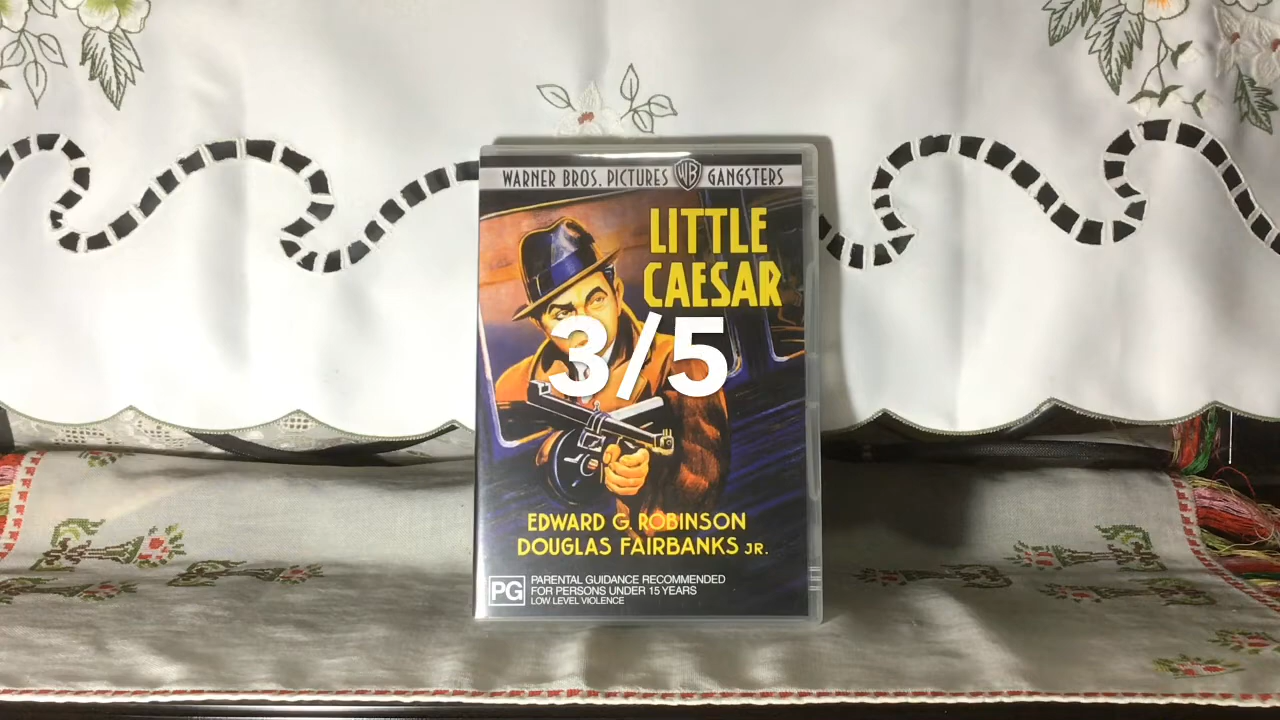 WARNER BROS. PICTURES WB GANGSTERS
LITTLE
CAESAR
3/5
EDWARD G. ROBINSON
DOUGLAS FAIRBANKS JR.
PG
PARENTAL GUIDANCE RECOMMENDED
FOR PERSONS UNDER 15 YEARS
LOW LEVEL VIOLENCE